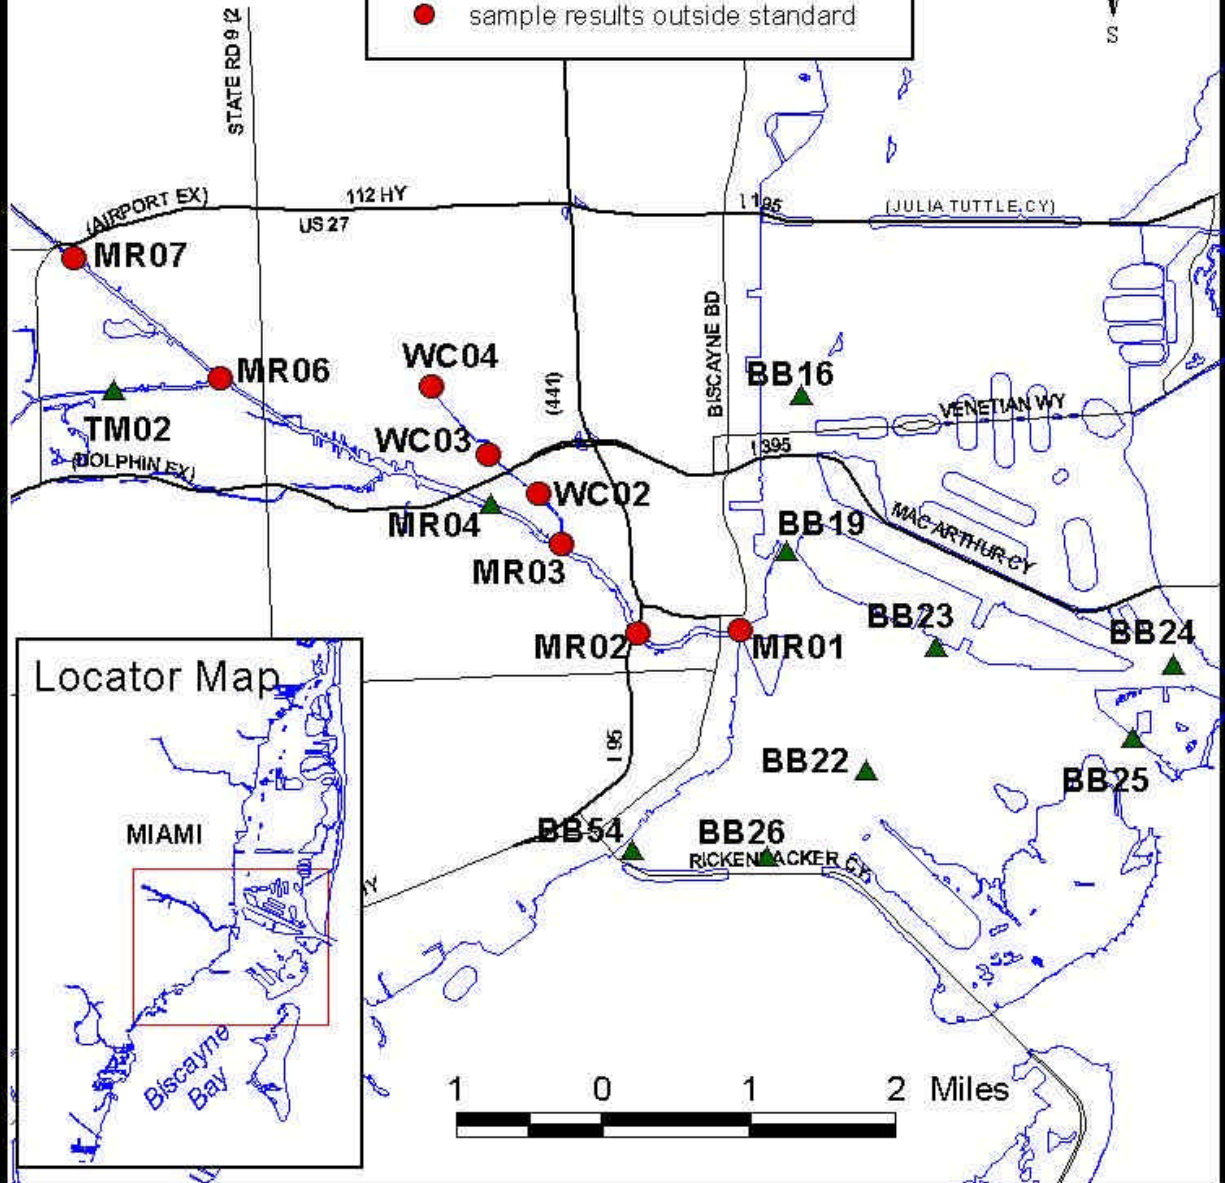 sample results outside standard
S
STATE RD 9 (2
(AIRPORT EX)
112 HY
US 27
I 195
(JULIA TUTTLE CY)
MR07
BISCAYNE BD
WC04
MR06
BB16
(441)
VENETIAN WY
TM02
WC03
(DOLPHIN EX)
I 395
WC02
MR04
BB19
MAC ARTHUR CY
MR03
BB23
BB24
MR02
MR01
Locator Map
I 95
BB22
BB25
MIAMI
BB54
BB26
RICKEN ACKER CY
Biscayne
Bay
1 0 1 2 Miles